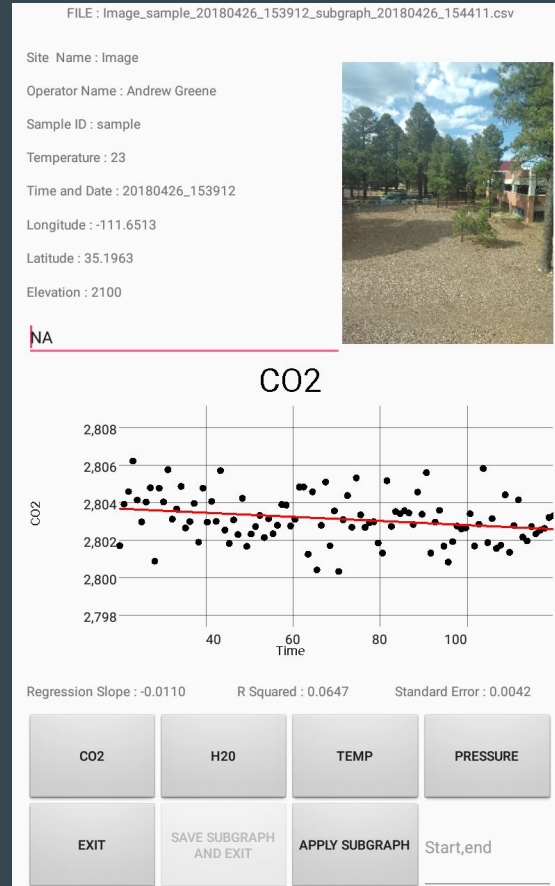 FILE : Image_sample_20180426_153912_subgraph_20180426_154411.csv
Site Name : Image
Operator Name : Andrew Greene
Sample ID : sample
Temperature : 23
Time and Date : 20180426_153912
Longitude : -111.6513
Latitude : 35.1963
Elevation : 2100
NA
CO2
2,808
2,806
2,804
2,802
2,800
2,798
CO2
40 60 80 100
Time
Regression Slope : -0.0110 R Squared : 0.0647 Standard Error : 0.0042
CO2 H20 TEMP PRESSURE
EXIT SAVE SUBGRAPH AND EXIT APPLY SUBGRAPH Start,end